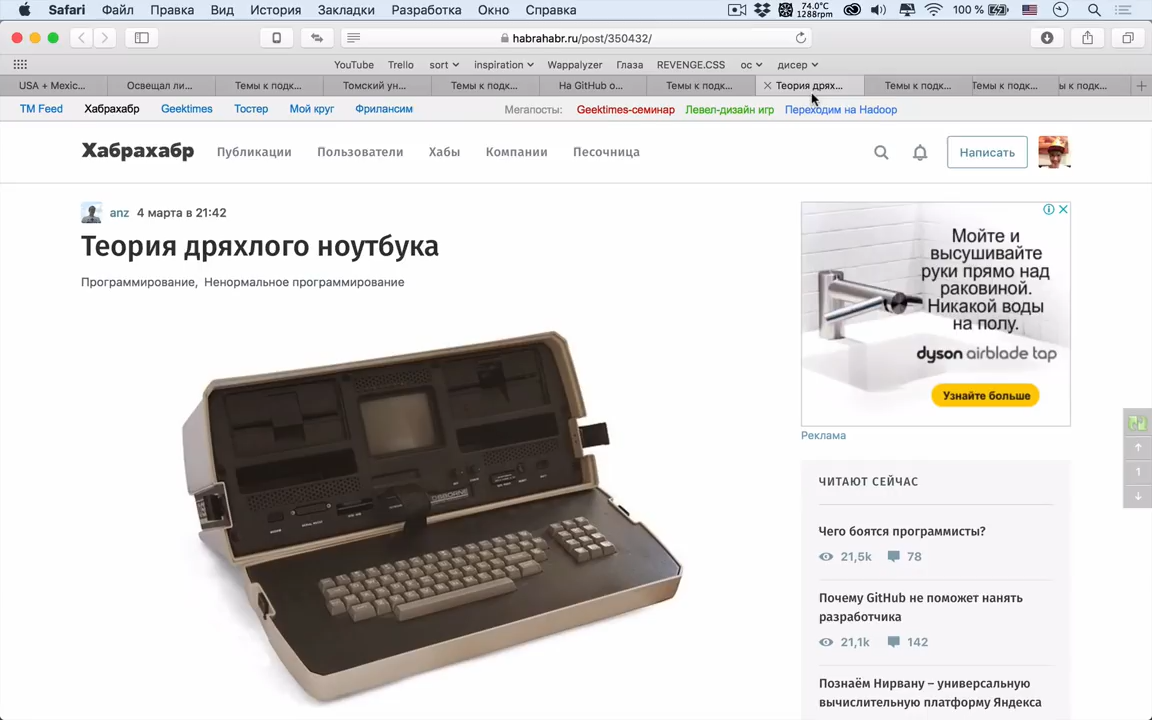 Safari Файл Правка Вид История Закладки Разработка Окно Справка 74.0°C 1288rpm 100 %
habrahabr.ru/post/350432/
YouTube Trello sort inspiration Wappalyzer Глаза REVENGE.CSS ос дисер
USA + Mexic... Освещал ли... Темы к подк... Томский ун... Темы к подк... На GitHub о... Темы к подк... Теория дрях... Темы к подк... Темы к подк... ы к подк...
TM Feed Хабрахабр Geektimes Тостер Мой круг Фрилансим Мегапосты: Geektimes-семинар Левел-дизайн игр Переходим на Hadoop
Хабрахабр Публикации Пользователи Хабы Компании Песочница Написать
anz 4 марта в 21:42
Теория дряхлого ноутбука
Программирование, Ненормальное программирование
OSBORNE
Мойте и
высушивайте
руки прямо над
раковиной.
Никакой воды
на полу.
dyson airblade tap
Узнайте больше
Реклама
ЧИТАЮТ СЕЙЧАС
Чего боятся программисты?
21,5k 78
Почему GitHub не поможет нанять
разработчика
21,1k 142
Познаём Нирвану – универсальную
вычислительную платформу Яндекса
1